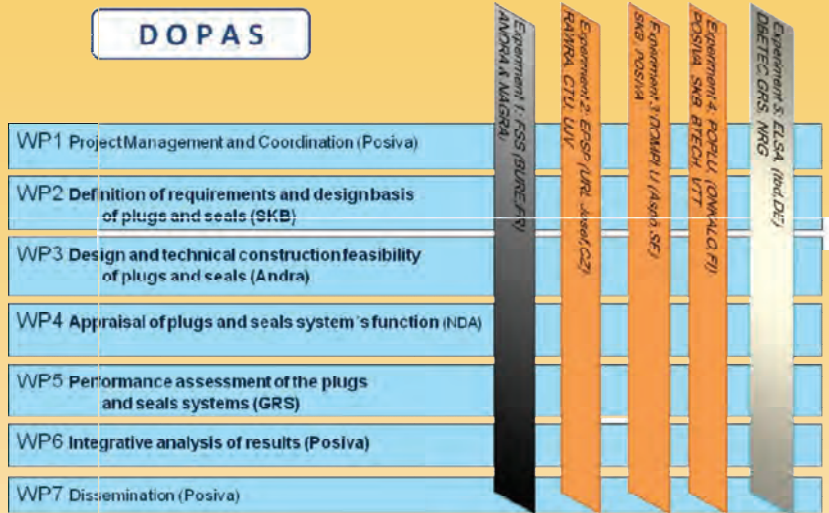 DOPAS
Experiment 1: FSS (BURE,FR)
ANDRA & NAGRA)
Experiment 2: EPSP (URL Josef,CZ)
RAWRA, CTU, UJV
Experiment 3: DOMPLU (Äspö,SE)
SKB, POSIVA
Experiment 4: POPLU, (ONKALO,FI)
POSIVA, SKB, BTECH, VTT
Experiment 5: ELSA, (tbd,DE)
DBETEC, GRS, NRG
WP1 Project Management and Coordination (Posiva)
WP2 Definition of requirements and design basis
of plugs and seals (SKB)
WP3 Design and technical construction feasibility
of plugs and seals (Andra)
WP4 Appraisal of plugs and seals system´s function (NDA)
WP5 Performance assessment of the plugs
and seals systems (GRS)
WP6 Integrative analysis of results (Posiva)
WP7 Dissemination (Posiva)